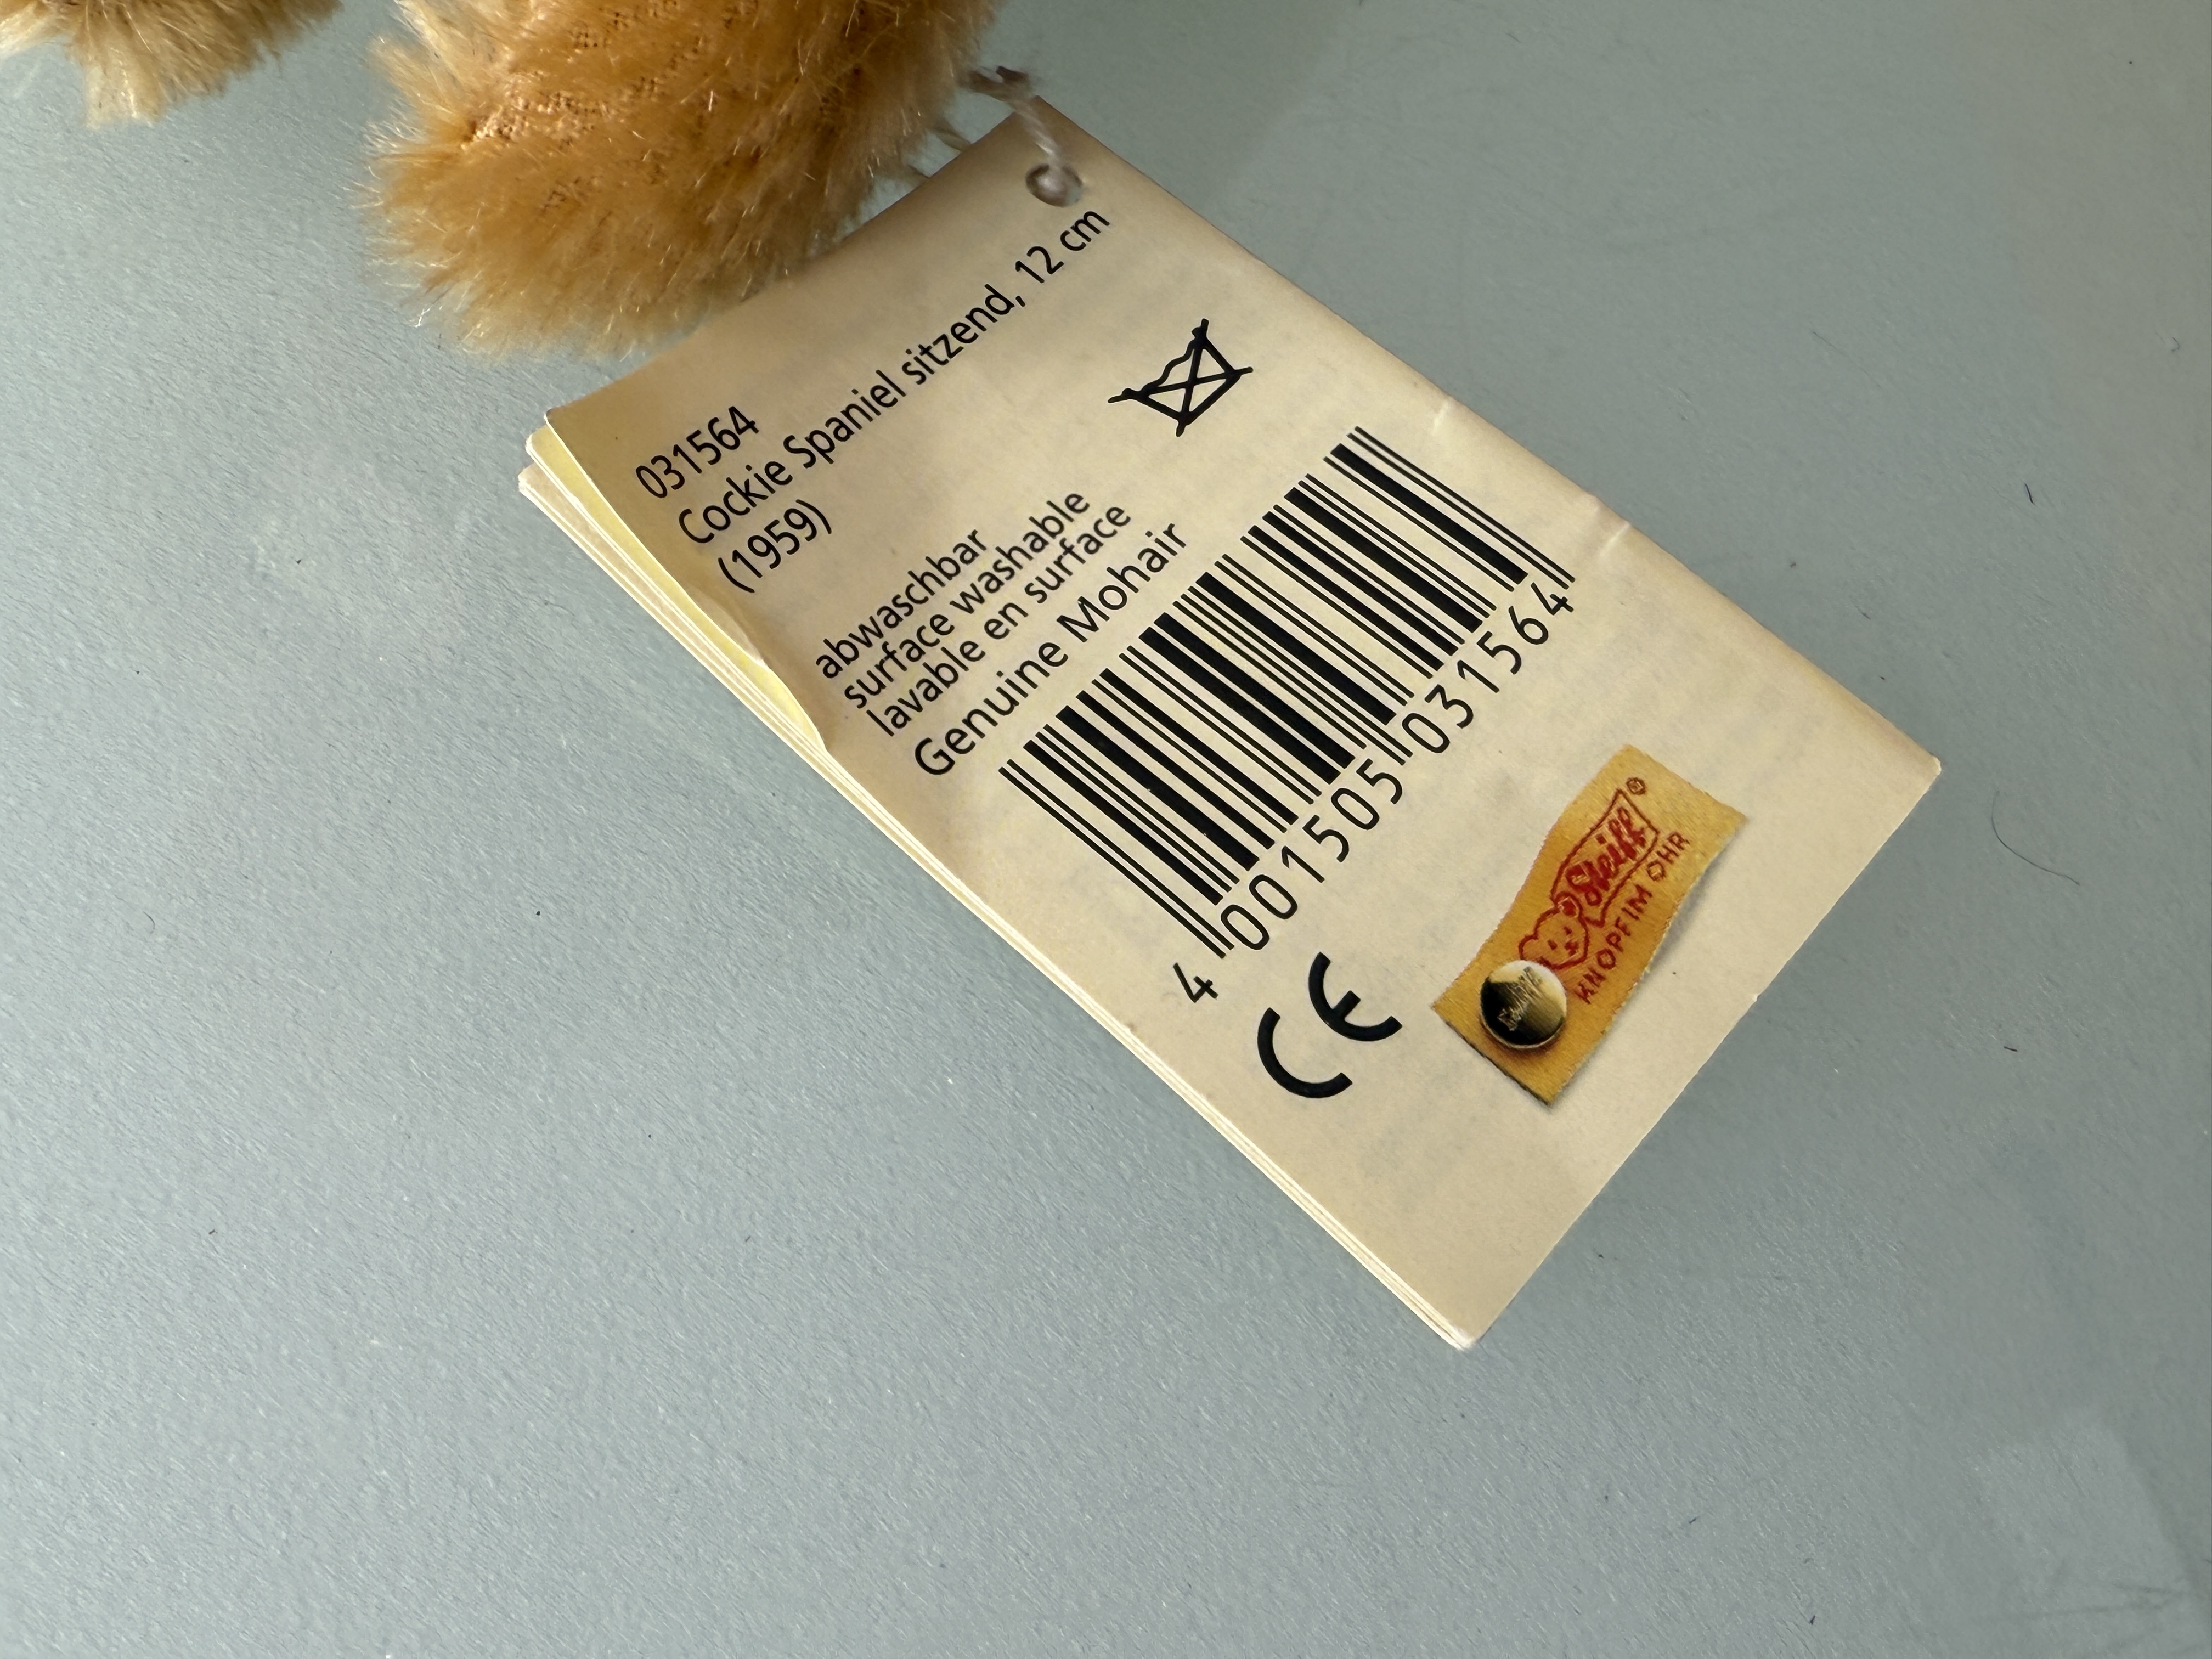 031564
Cockie Spaniel sitzend, 12 cm
(1959)
abwaschbar
surface washable
lavable en surface
Genuine Mohair
4 001505 031564
CE
Steiff®
KNOPF IM OHR